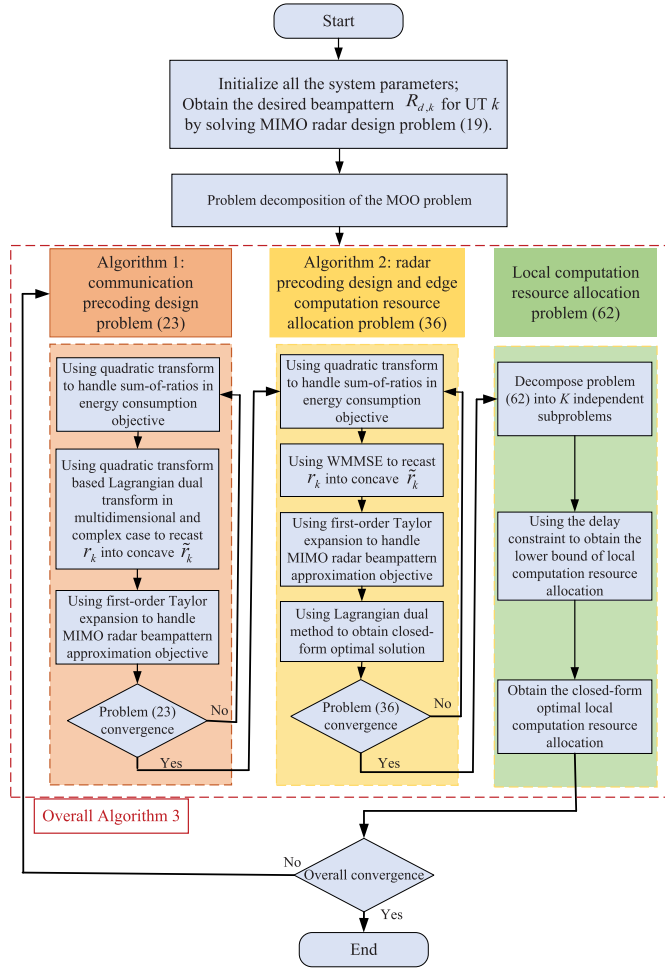 Start
Initialize all the system parameters;
Obtain the desired beampattern R_{d,k} for UT k
by solving MIMO radar design problem (19).
Problem decomposition of the MOO problem
Algorithm 1:
communication
precoding design
problem (23)
Using quadratic transform
to handle sum-of-ratios in
energy consumption
objective
Using quadratic transform
based Lagrangian dual
transform in
multidimensional and
complex case to recast
r_k into concave r̃_k
Using first-order Taylor
expansion to handle
MIMO radar beampattern
approximation objective
Problem (23)
convergence
No
Yes
Algorithm 2: radar
precoding design and edge
computation resource
allocation problem (36)
Using quadratic transform
to handle sum-of-ratios in
energy consumption
objective
Using WMMSE to recast
r_k into concave r̃_k
Using first-order Taylor
expansion to handle
MIMO radar beampattern
approximation objective
Using Lagrangian dual
method to obtain closed-
form optimal solution
Problem (36)
convergence
No
Yes
Local computation
resource allocation
problem (62)
Decompose problem
(62) into K independent
subproblems
Using the delay
constraint to obtain the
lower bound of local
computation resource
allocation
Obtain the closed-form
optimal local
computation resource
allocation
Overall Algorithm 3
No
Overall convergence
Yes
End